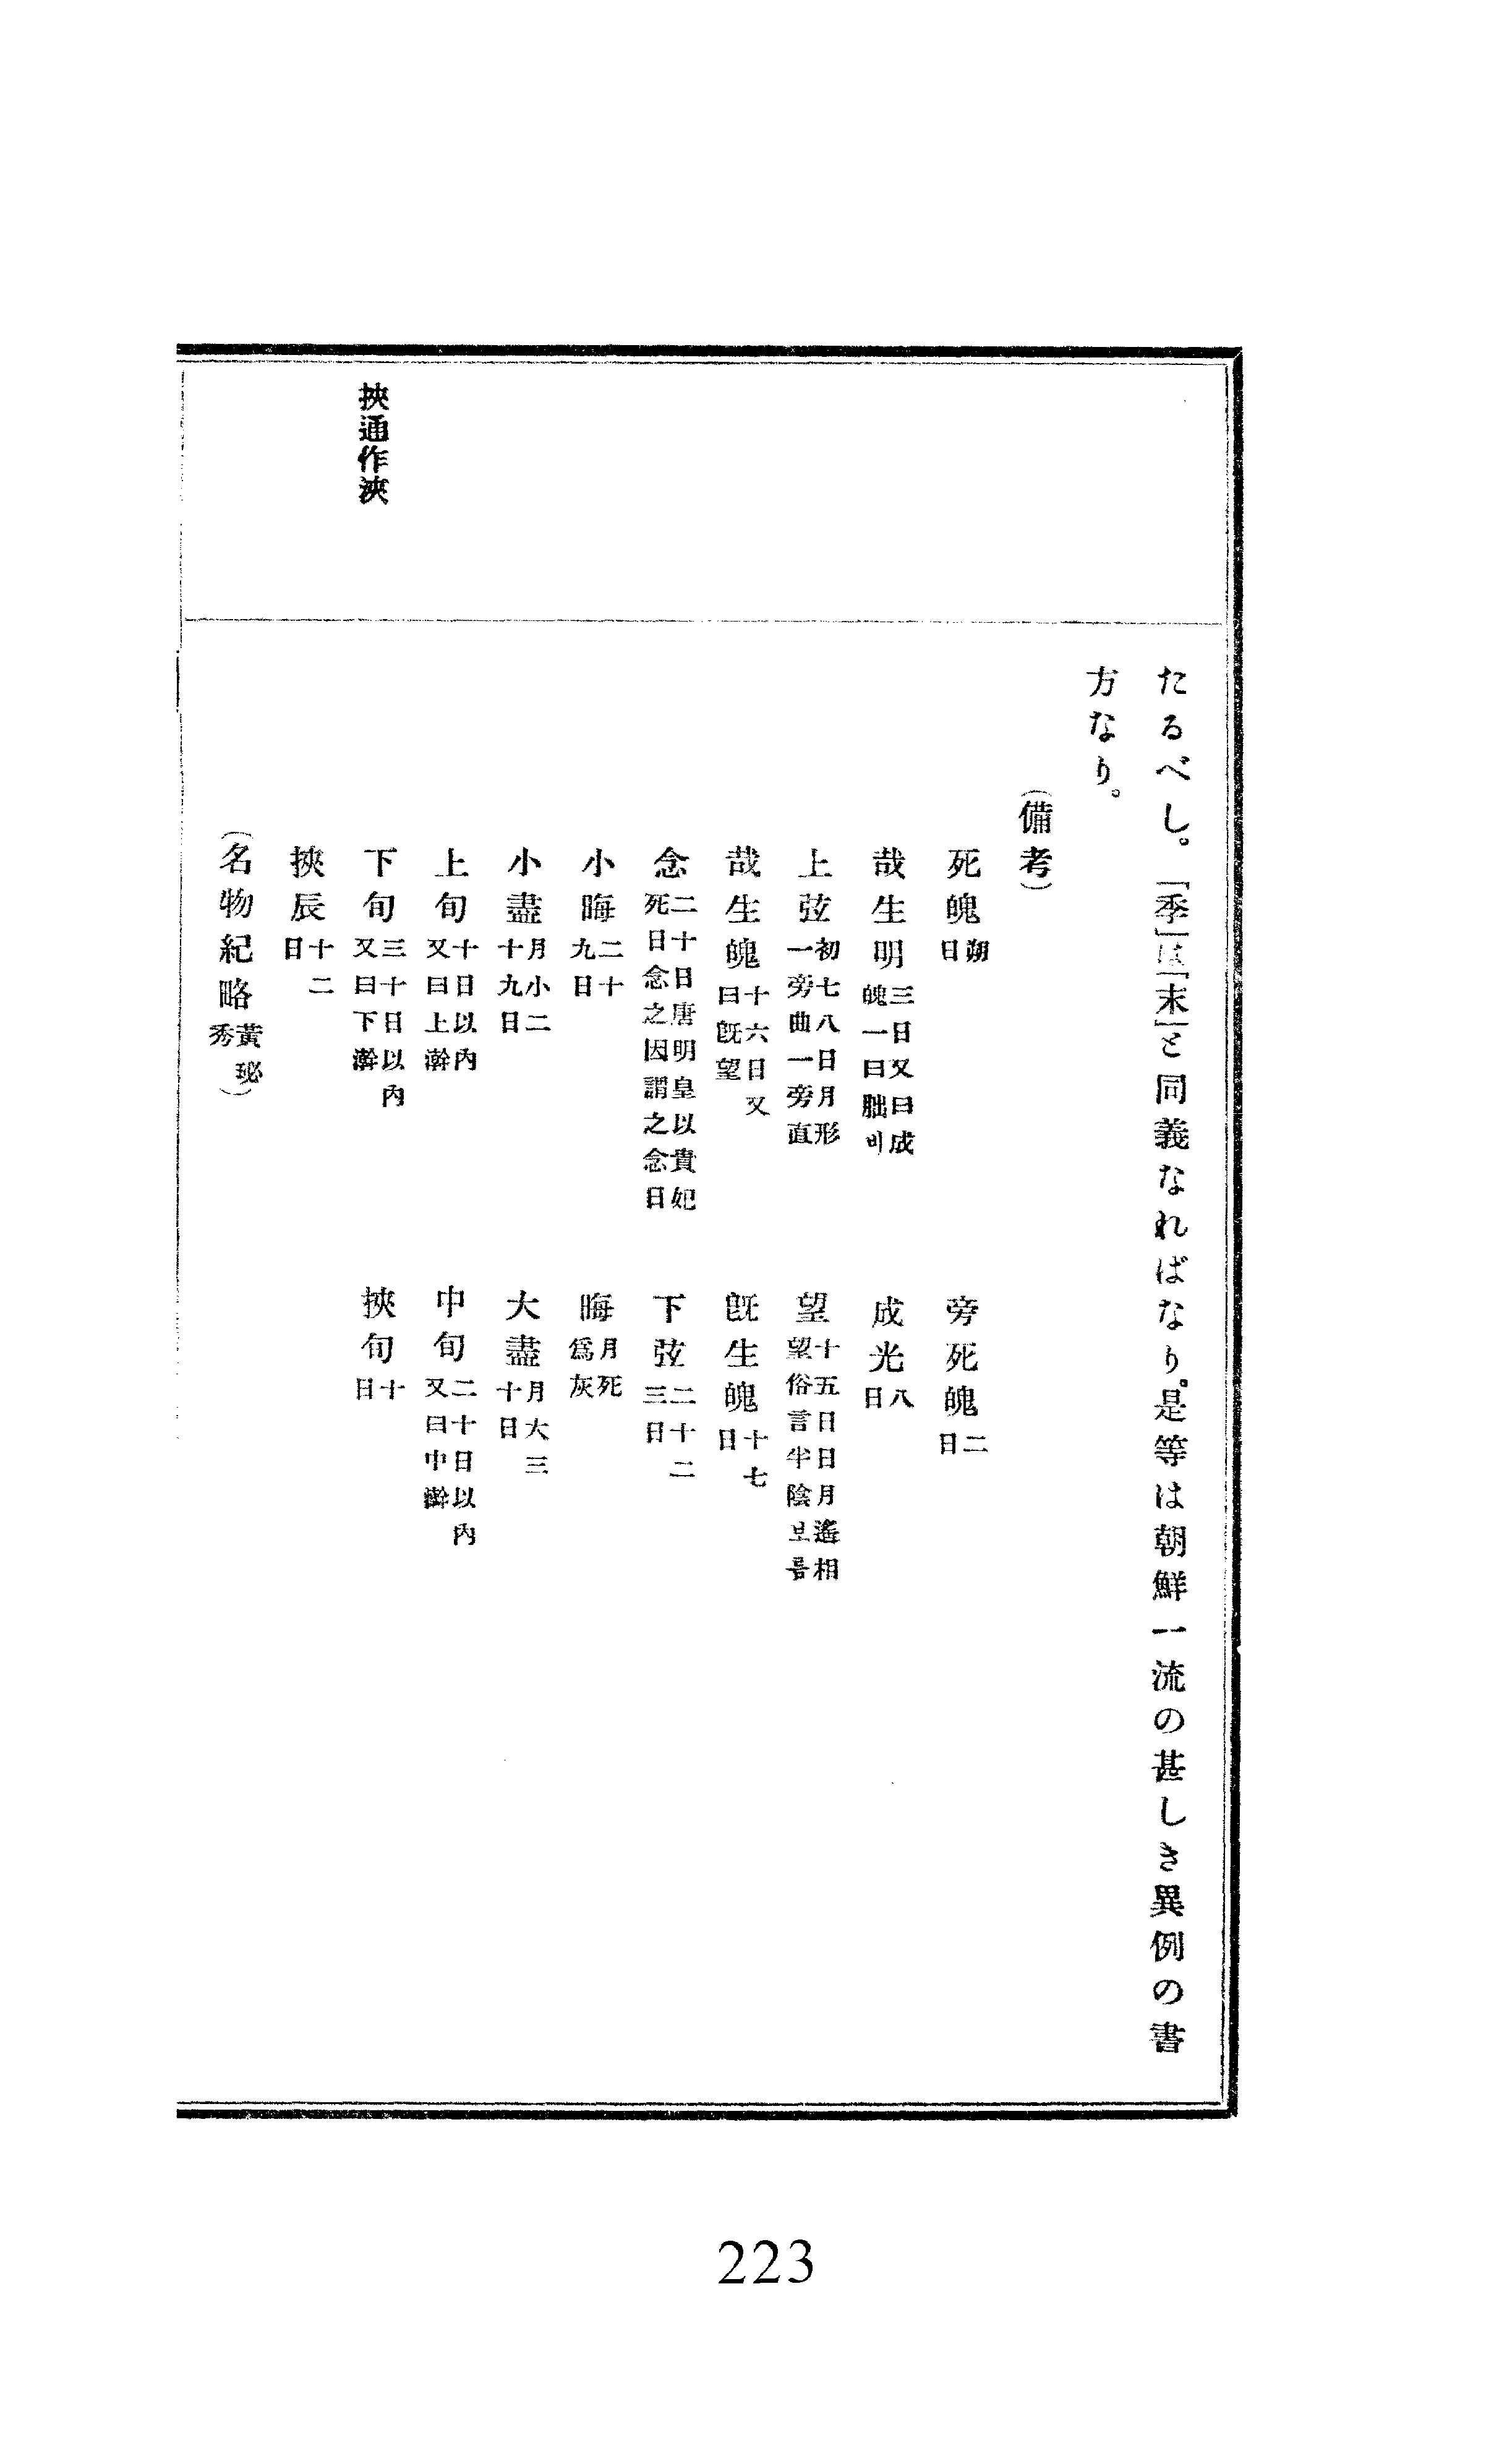 たるべし。「季」は「末」と同義なればなり。是等は朝鮮一流の甚しき異例の書
方なり。
(備考)
死魄 朔日
旁死魄 二日
哉生明 三日又曰成魄一曰朏비
成光 八日
上弦 初七八日月形一旁曲一旁直
望 十五日日月遙相望俗言半陰보름
哉生魄 十六日又曰旣望
旣生魄 十七日
念 二十日唐明皇以貴妃死日念之因謂之念日
下弦 二十二三日
小晦 二十九日
晦 月死爲灰
小盡 月小二十九日
大盡 月大三十日
上旬 十日以內又曰上澣
中旬 二十日以內又曰中澣
挾通作浹
下旬 三十日以內又曰下澣
挾旬 十日
挾辰 十二日
(名物紀略 黃泌秀)
223